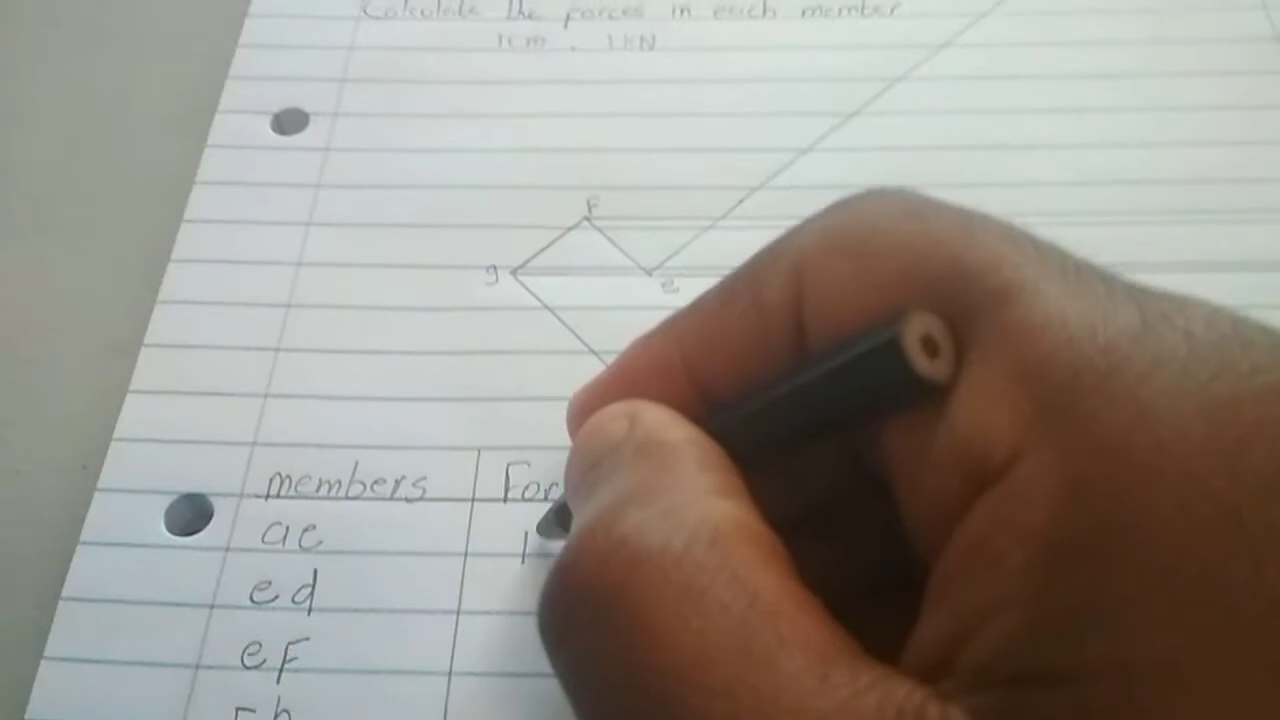 Calculate the forces in each member
1cm : 1kN
F
g
e
members
ae
ed
eF